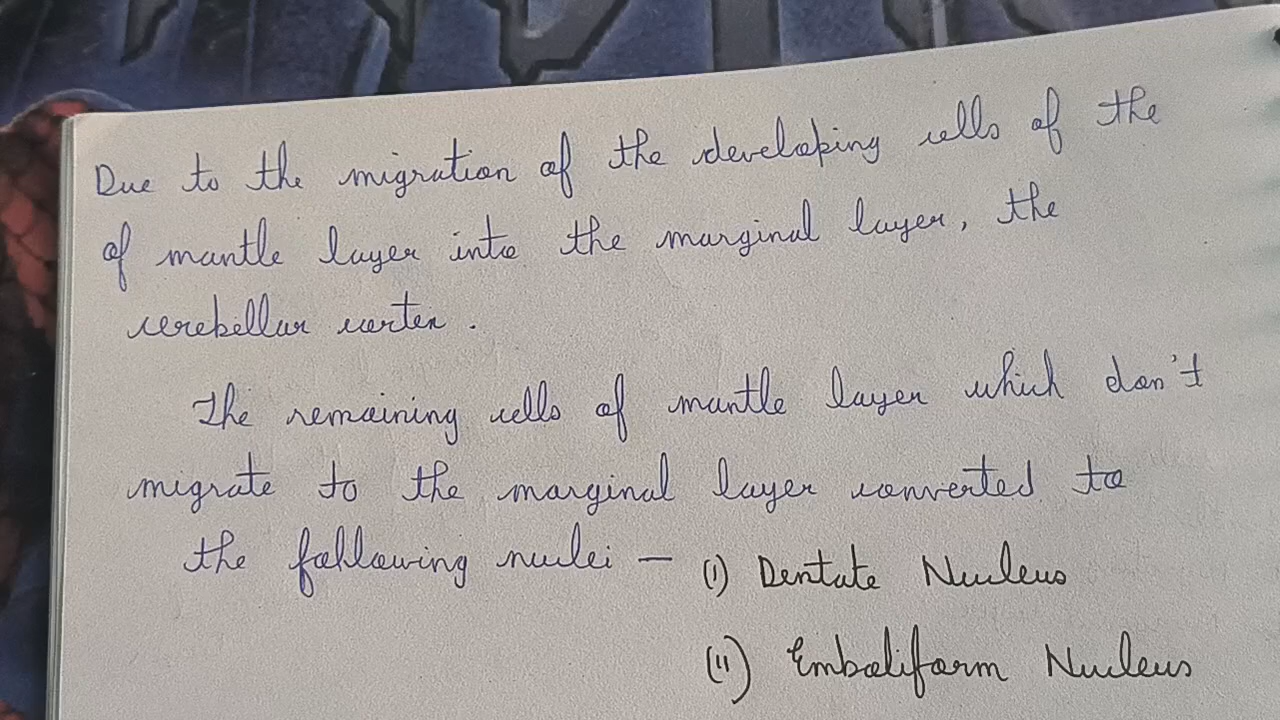 Due to the migration of the developing cells of the
of mantle layer into the marginal layer, the
cerebellar cortex .
The remaining cells of mantle layer which don't
migrate to the marginal layer converted to
the following nuclei — (i) Dentate Nucleus
(ii) Emboliform Nucleus